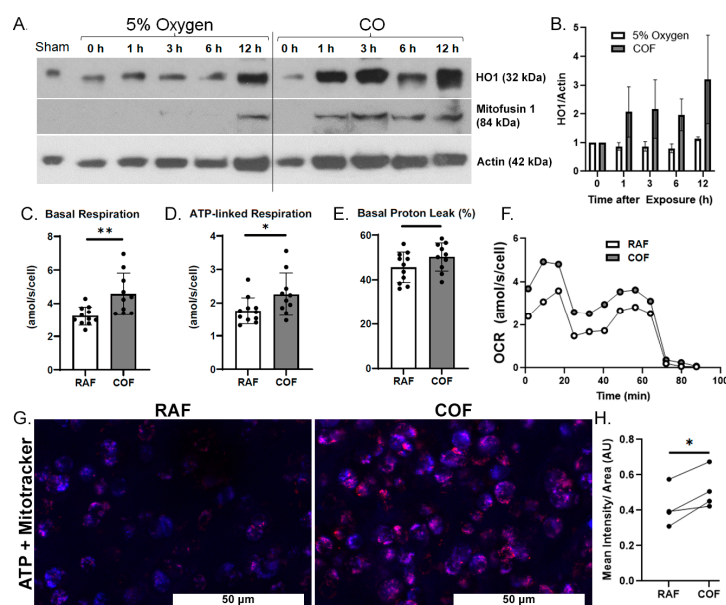 A.
5% Oxygen
CO
Sham
0 h 1 h 3 h 6 h 12 h
0 h 1 h 3 h 6 h 12 h
HO1 (32 kDa)
Mitofusin 1
(84 kDa)
Actin (42 kDa)
B.
5% Oxygen
COF
HO1/Actin
5
4
3
2
1
0
0 1 3 6 12
Time after Exposure (h)
C.
Basal Respiration
**
(amol/s/cell)
8
6
4
2
0
RAF COF
D.
ATP-linked Respiration
*
(amol/s/cell)
4
3
2
1
0
RAF COF
E.
Basal Proton Leak (%)
60
40
20
0
RAF COF
F.
RAF
COF
OCR (amol/s/cell)
6
4
2
0
0 20 40 60 80 100
Time (min)
G.
RAF
COF
ATP + Mitotracker
50 µm
50 µm
H.
*
Mean Intensity/ Area (AU)
0.8
0.6
0.4
0.2
0.0
RAF COF